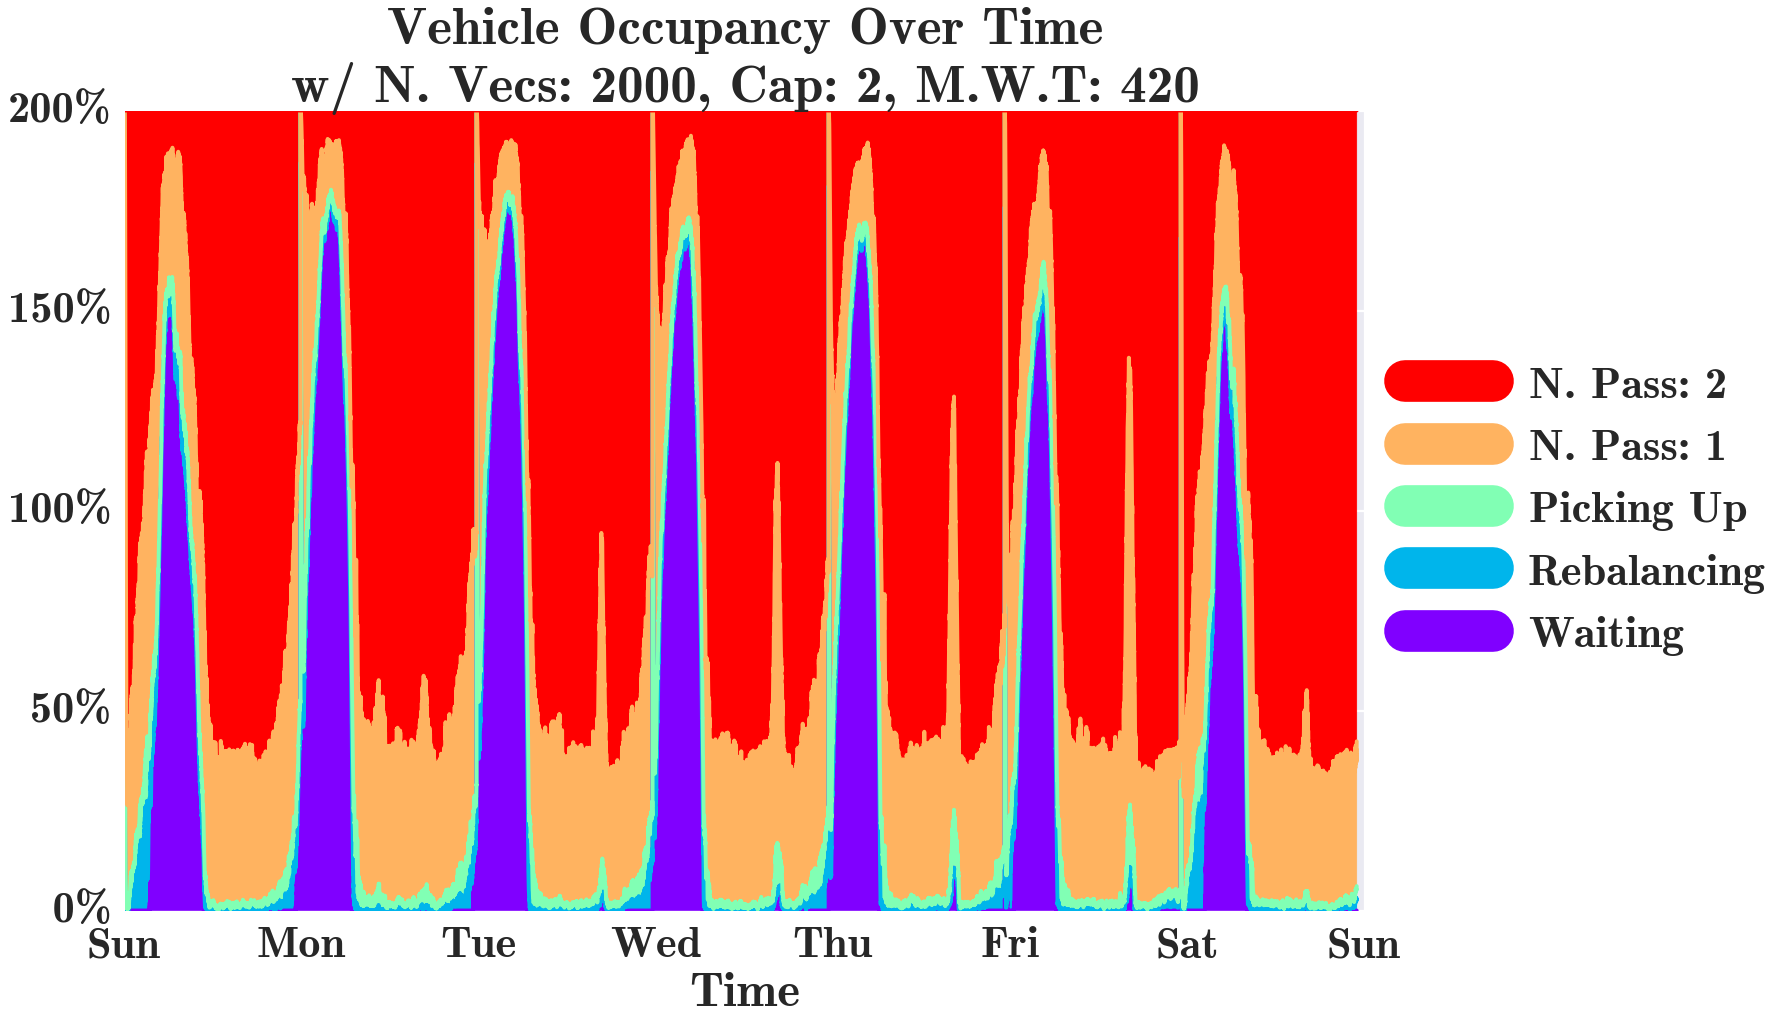 Vehicle Occupancy Over Time
w/ N. Vecs: 2000, Cap: 2, M.W.T: 420
200%
150%
100%
50%
0%
Sun Mon Tue Wed Thu Fri Sat Sun
Time
N. Pass: 2
N. Pass: 1
Picking Up
Rebalancing
Waiting